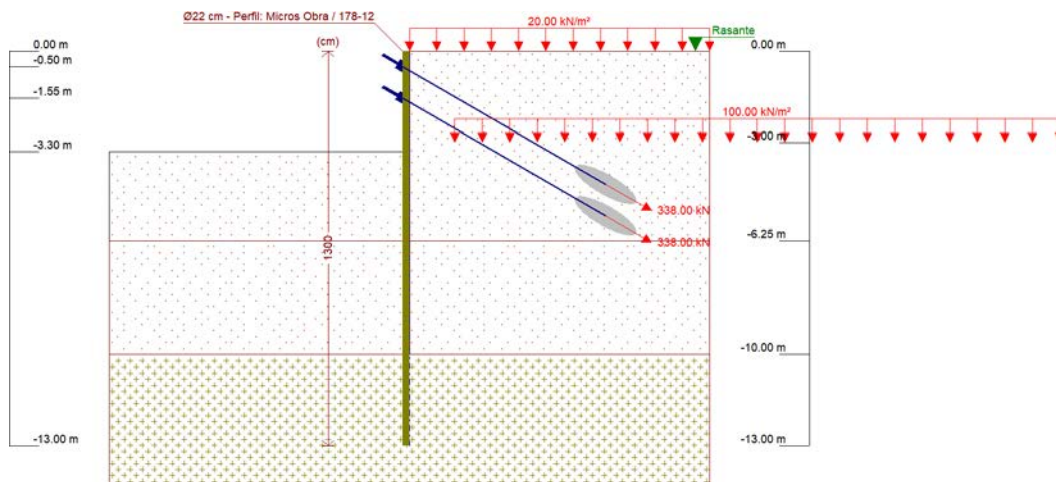 Ø22 cm - Perfil: Micros Obra / 178-12
20.00 kN/m²
Rasante
0.00 m
(cm)
0.00 m
-0.50 m
-1.55 m
100.00 kN/m²
-3.00 m
-3.30 m
338.00 kN
338.00 kN
-6.25 m
1300
-10.00 m
-13.00 m
-13.00 m